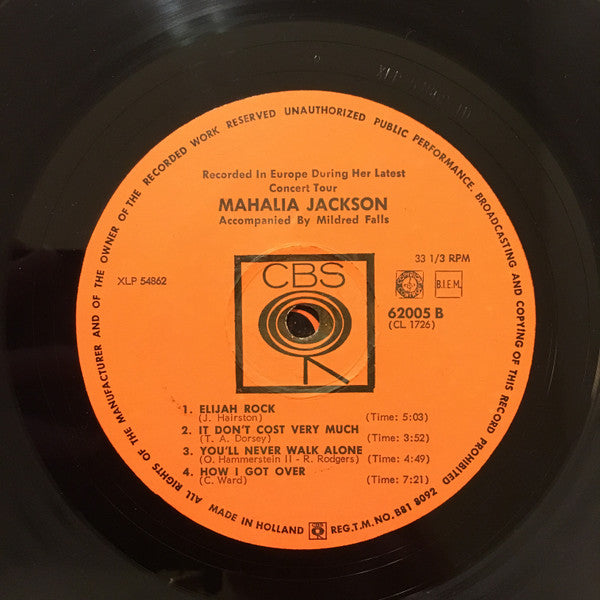 ALL RIGHTS OF THE MANUFACTURER AND OF THE OWNER OF THE RECORDED WORK RESERVED UNAUTHORIZED PUBLIC PERFORMANCE. BROADCASTING AND COPYING OF THIS RECORD PROHIBITED
Recorded In Europe During Her Latest
Concert Tour
MAHALIA JACKSON
Accompanied By Mildred Falls
XLP 54862
CBS
33 1/3 RPM
B.I.E.M.
62005 B
(CL 1726)
1. ELIJAH ROCK
(J. Hairston) (Time: 5:03)
2. IT DON'T COST VERY MUCH
(T. A. Dorsey) (Time: 3:52)
3. YOU'LL NEVER WALK ALONE
(O. Hammerstein II - R. Rodgers) (Time: 4:49)
4. HOW I GOT OVER
(C. Ward) (Time: 7:21)
MADE IN HOLLAND CBS REG.T.M.NO. B81 8092